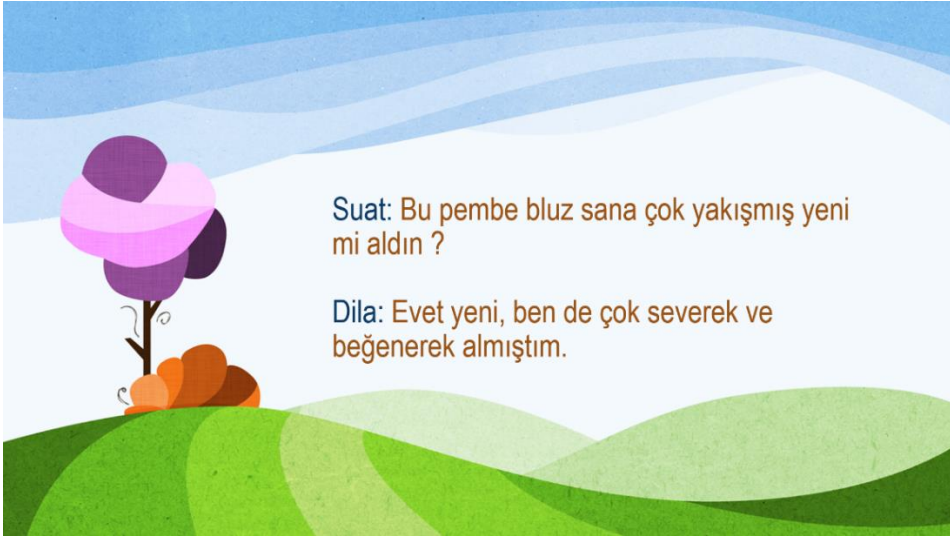 Suat: Bu pembe bluz sana çok yakışmış yeni
mi aldın ?
Dila: Evet yeni, ben de çok severek ve
beğenerek almıştım.